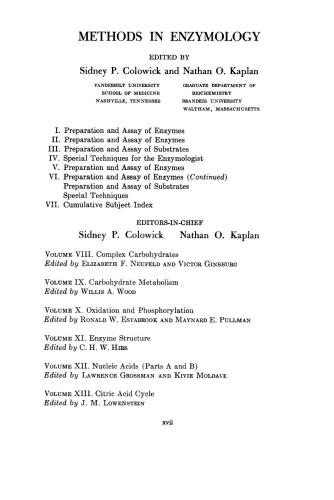 METHODS IN ENZYMOLOGY
EDITED BY
Sidney P. Colowick and Nathan O. Kaplan
VANDERBILT UNIVERSITY
SCHOOL OF MEDICINE
NASHVILLE, TENNESSEE
GRADUATE DEPARTMENT OF
BIOCHEMISTRY
BRANDEIS UNIVERSITY
WALTHAM, MASSACHUSETTS
I. Preparation and Assay of Enzymes
II. Preparation and Assay of Enzymes
III. Preparation and Assay of Substrates
IV. Special Techniques for the Enzymologist
V. Preparation and Assay of Enzymes
VI. Preparation and Assay of Enzymes (Continued)
Preparation and Assay of Substrates
Special Techniques
VII. Cumulative Subject Index
EDITORS-IN-CHIEF
Sidney P. Colowick Nathan O. Kaplan
VOLUME VIII. Complex Carbohydrates
Edited by ELIZABETH F. NEUFELD AND VICTOR GINSBURG
VOLUME IX. Carbohydrate Metabolism
Edited by WILLIS A. WOOD
VOLUME X. Oxidation and Phosphorylation
Edited by RONALD W. ESTABROOK AND MAYNARD E. PULLMAN
VOLUME XI. Enzyme Structure
Edited by C. H. W. HIRS
VOLUME XII. Nucleic Acids (Parts A and B)
Edited by LAWRENCE GROSSMAN AND KIVIE MOLDAVE
VOLUME XIII. Citric Acid Cycle
Edited by J. M. LOWENSTEIN
xvii